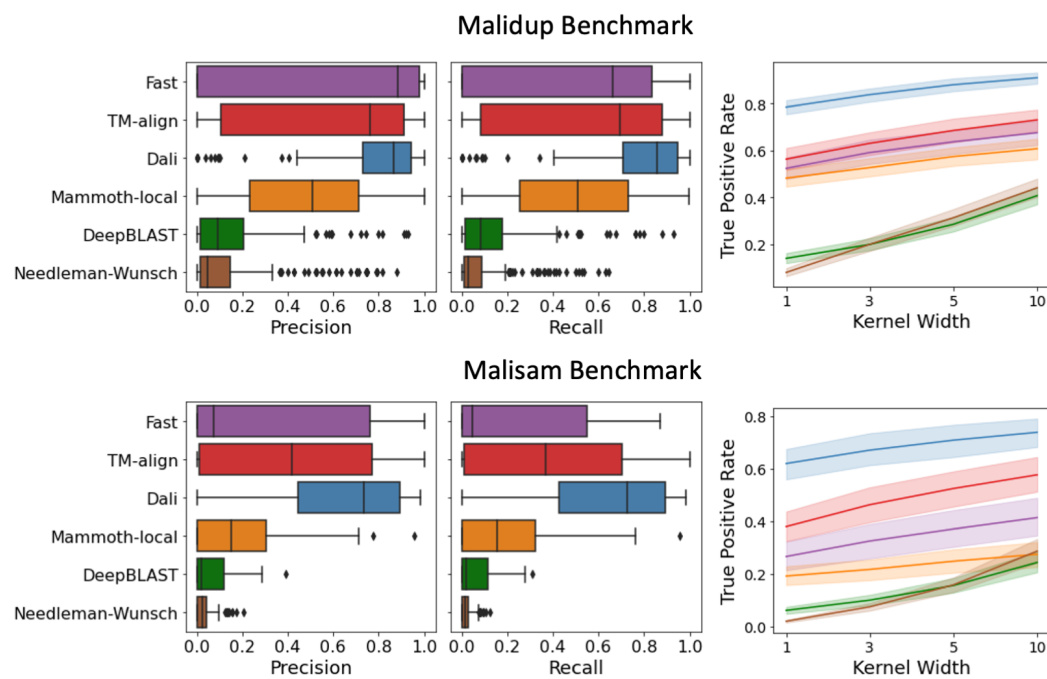 Malidup Benchmark
Fast
TM-align
Dali
Mammoth-local
DeepBLAST
Needleman-Wunsch
0.0 0.2 0.4 0.6 0.8 1.0
Precision
0.0 0.2 0.4 0.6 0.8 1.0
Recall
True Positive Rate
0.8
0.6
0.4
0.2
1 3 5 10
Kernel Width
Malisam Benchmark
Fast
TM-align
Dali
Mammoth-local
DeepBLAST
Needleman-Wunsch
0.0 0.2 0.4 0.6 0.8 1.0
Precision
0.0 0.2 0.4 0.6 0.8 1.0
Recall
True Positive Rate
0.8
0.6
0.4
0.2
0.0
1 3 5 10
Kernel Width